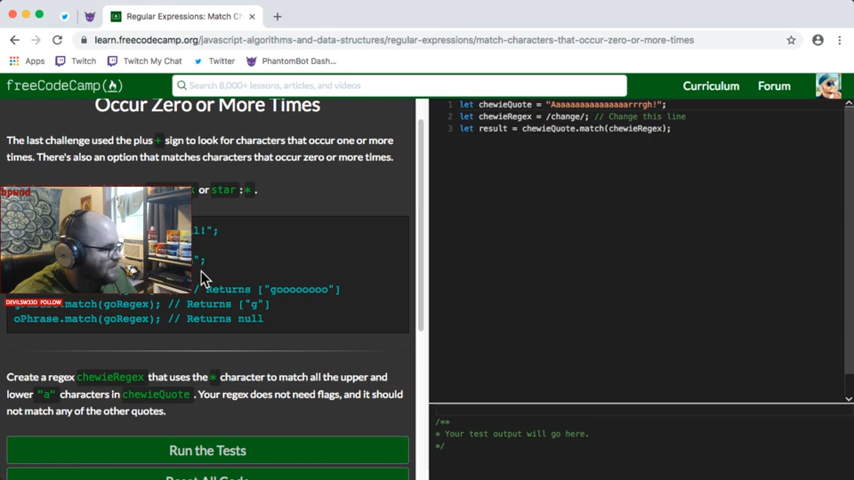 Regular Expressions: Match Ch
learn.freecodecamp.org/javascript-algorithms-and-data-structures/regular-expressions/match-characters-that-occur-zero-or-more-times
Apps Twitch Twitch My Chat Twitter PhantomBot Dash...
freeCodeCamp Search 8,000+ lessons, articles, and videos Curriculum Forum
Occur Zero or More Times
The last challenge used the plus + sign to look for characters that occur one or more
times. There's also an option that matches characters that occur zero or more times.
or star : * .
l!";
";
/ Returns ["goooooooo"]
.match(goRegex); // Returns ["g"]
oPhrase.match(goRegex); // Returns null
DEVILSW33D FOLLOW
Create a regex chewieRegex that uses the * character to match all the upper and
lower "a" characters in chewieQuote . Your regex does not need flags, and it should
not match any of the other quotes.
Run the Tests
Reset All Code
1 let chewieQuote = "Aaaaaaaaaaaaaaaarrrgh!";
2 let chewieRegex = /change/; // Change this line
3 let result = chewieQuote.match(chewieRegex);
/**
* Your test output will go here.
*/